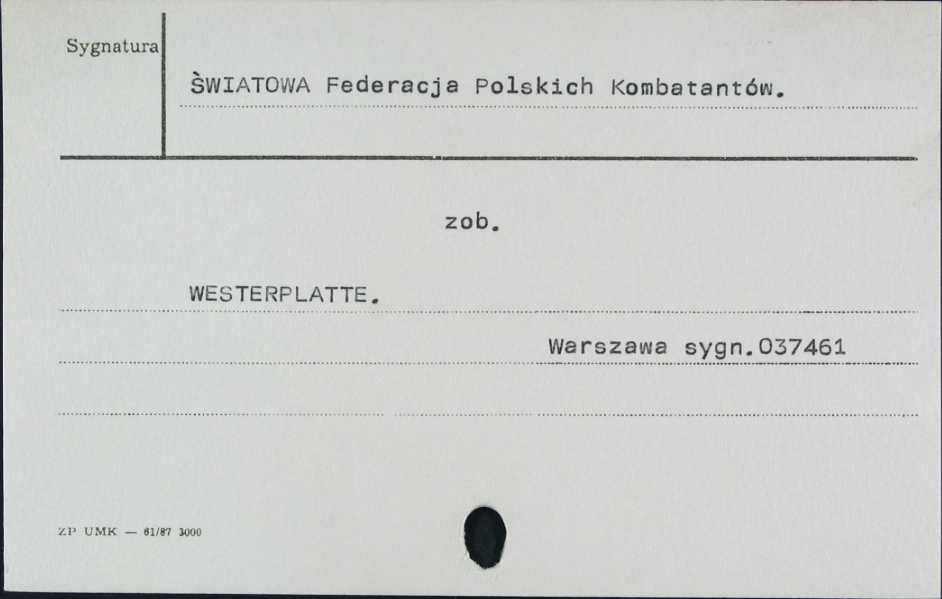 Sygnatura
ŚWIATOWA Federacja Polskich Kombatantów.
zob.
WESTERPLATTE.
Warszawa sygn.037461
ZP UMK — 61/87 3000